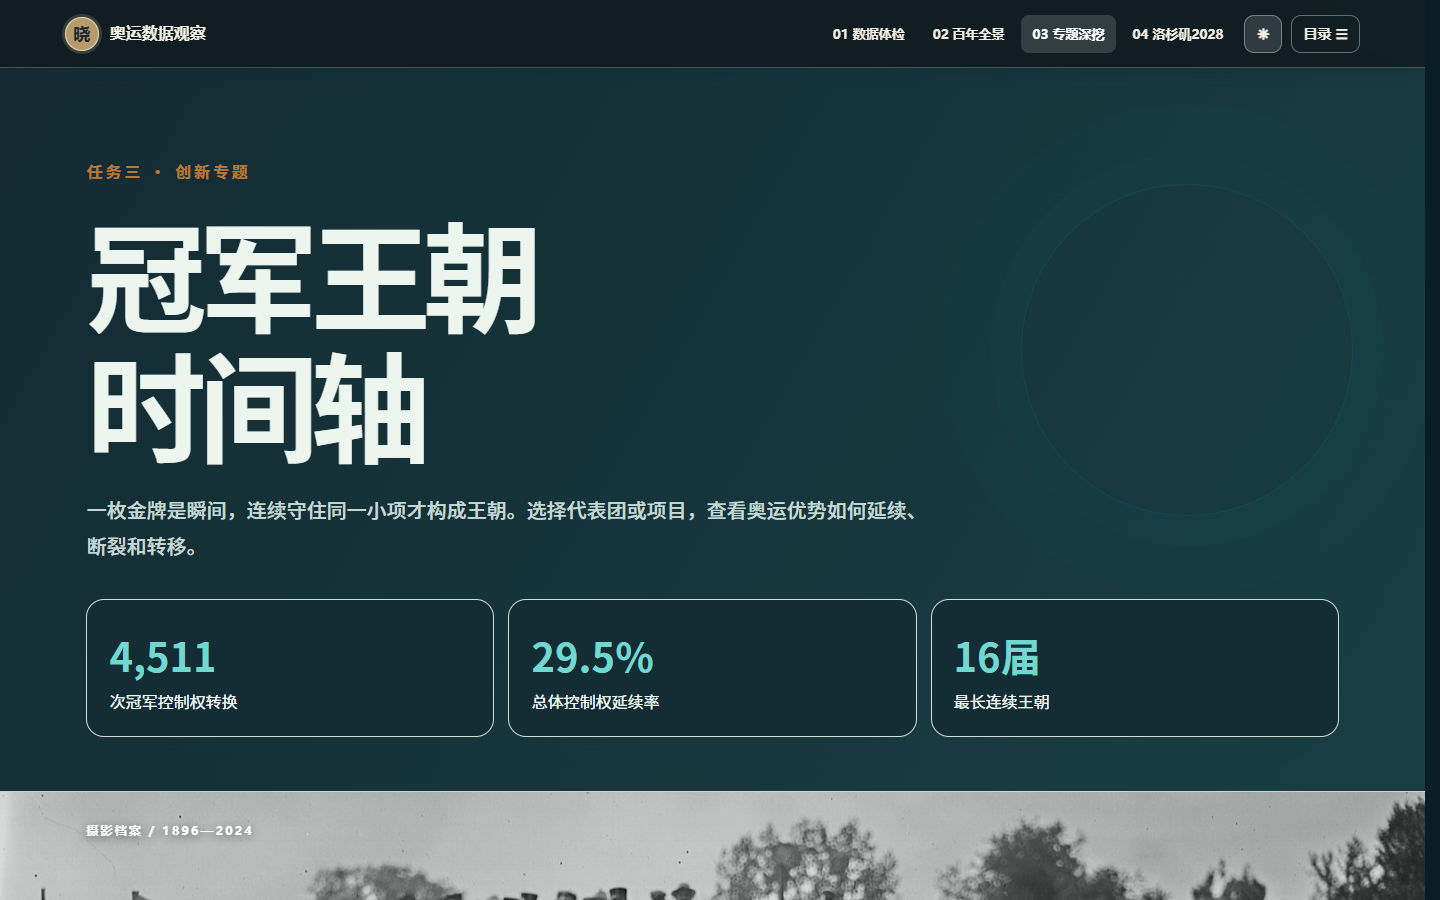 晓 奥运数据观察
01 数据体检 02 百年全景 03 专题深挖 04 洛杉矶2028 目录
任务三 · 创新专题
冠军王朝
时间轴
一枚金牌是瞬间，连续守住同一小项才构成王朝。选择代表团或项目，查看奥运优势如何延续、
断裂和转移。
4,511 29.5% 16届
次冠军控制权转换 总体控制权延续率 最长连续王朝
摄影档案 / 1896—2024